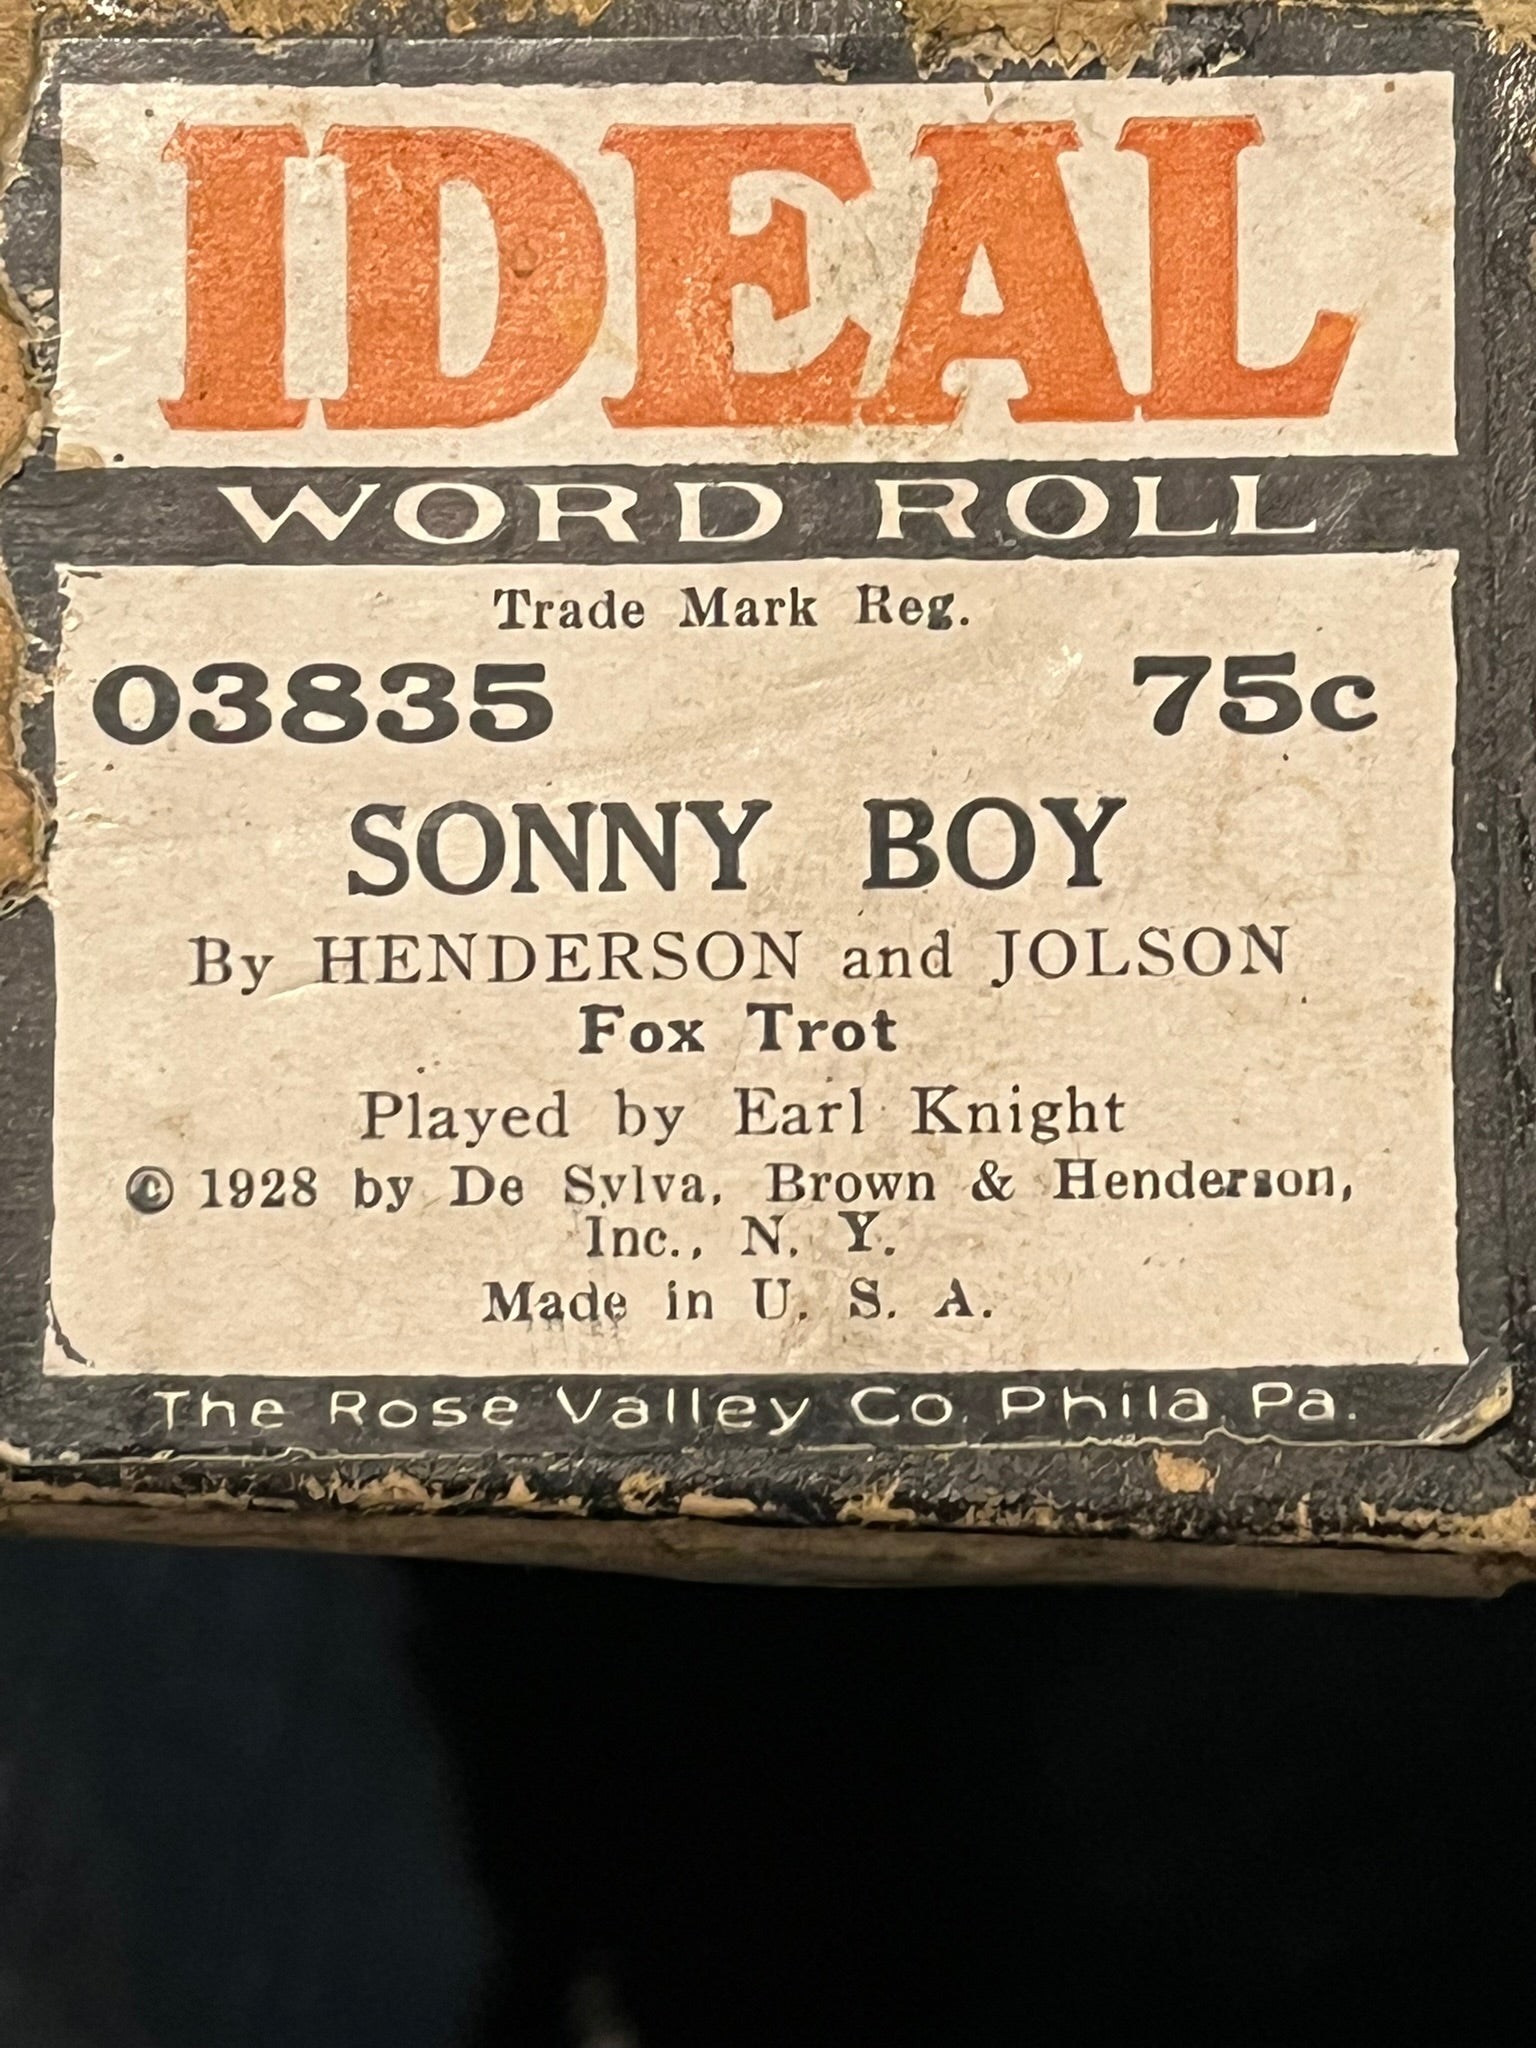 IDEAL
WORD ROLL
Trade Mark Reg.
03835 75c
SONNY BOY
By HENDERSON and JOLSON
Fox Trot
Played by Earl Knight
© 1928 by De Sylva, Brown & Henderson,
Inc., N. Y.
Made in U. S. A.
The Rose Valley Co. Phila. Pa.